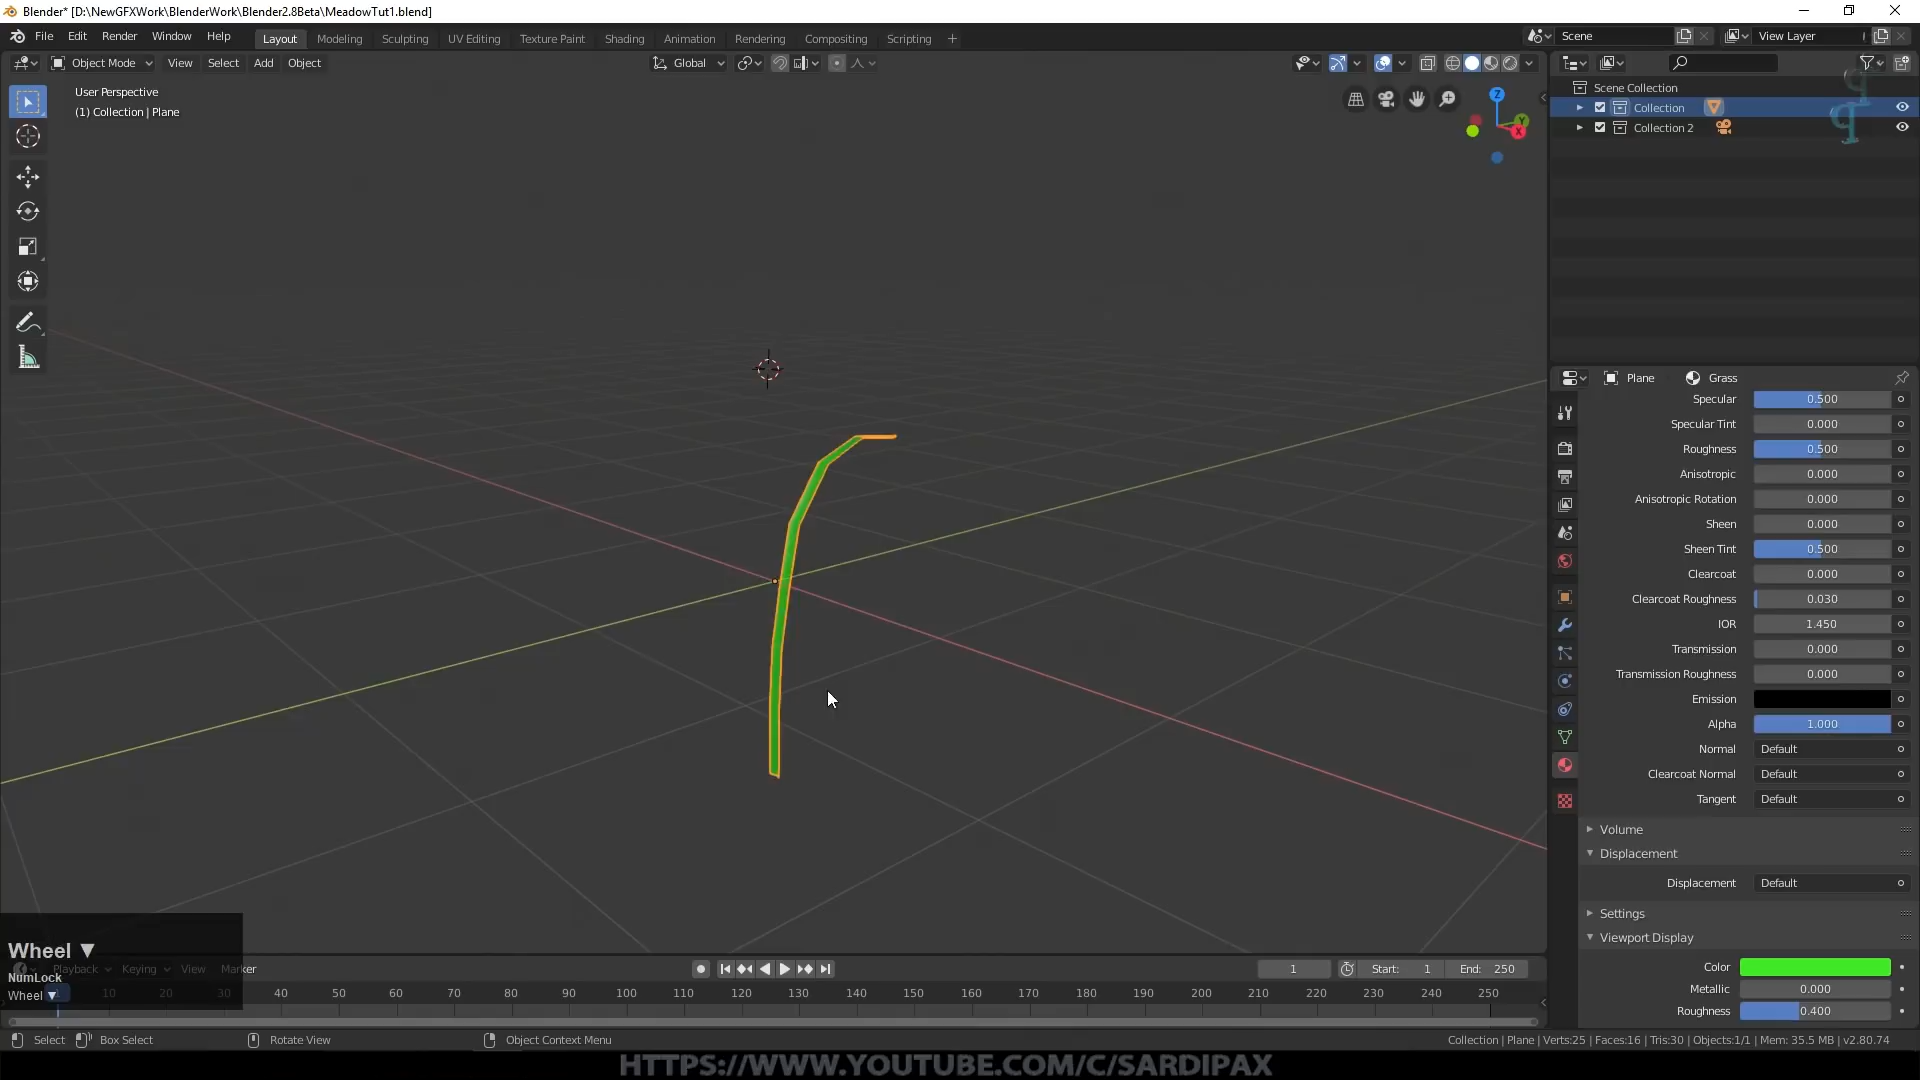 Blender* [D:\NewGFXWork\BlenderWork\Blender2.8Beta\MeadowTut1.blend]
File Edit Render Window Help Layout Modeling Sculpting UV Editing Texture Paint Shading Animation Rendering Compositing Scripting + Scene View Layer
Object Mode View Select Add Object Global
User Perspective
(1) Collection | Plane
Z
Y
X
Scene Collection
Collection
Collection 2
Plane Grass
Specular 0.500
Specular Tint 0.000
Roughness 0.500
Anisotropic 0.000
Anisotropic Rotation 0.000
Sheen 0.000
Sheen Tint 0.500
Clearcoat 0.000
Clearcoat Roughness 0.030
IOR 1.450
Transmission 0.000
Transmission Roughness 0.000
Emission
Alpha 1.000
Normal Default
Clearcoat Normal Default
Tangent Default
Volume
Displacement
Displacement Default
Settings
Viewport Display
Color
Metallic 0.000
Roughness 0.400
Wheel ▼
NumLock
Wheel ▼
Playback Keying View Marker 1 Start: 1 End: 250
10 20 30 40 50 60 70 80 90 100 110 120 130 140 150 160 170 180 190 200 210 220 230 240 250
Select Box Select Rotate View Object Context Menu Collection | Plane | Verts:25 | Faces:16 | Tris:30 | Objects:1/1 | Mem: 35.5 MB | v2.80.74
HTTPS://WWW.YOUTUBE.COM/C/SARDIPAX